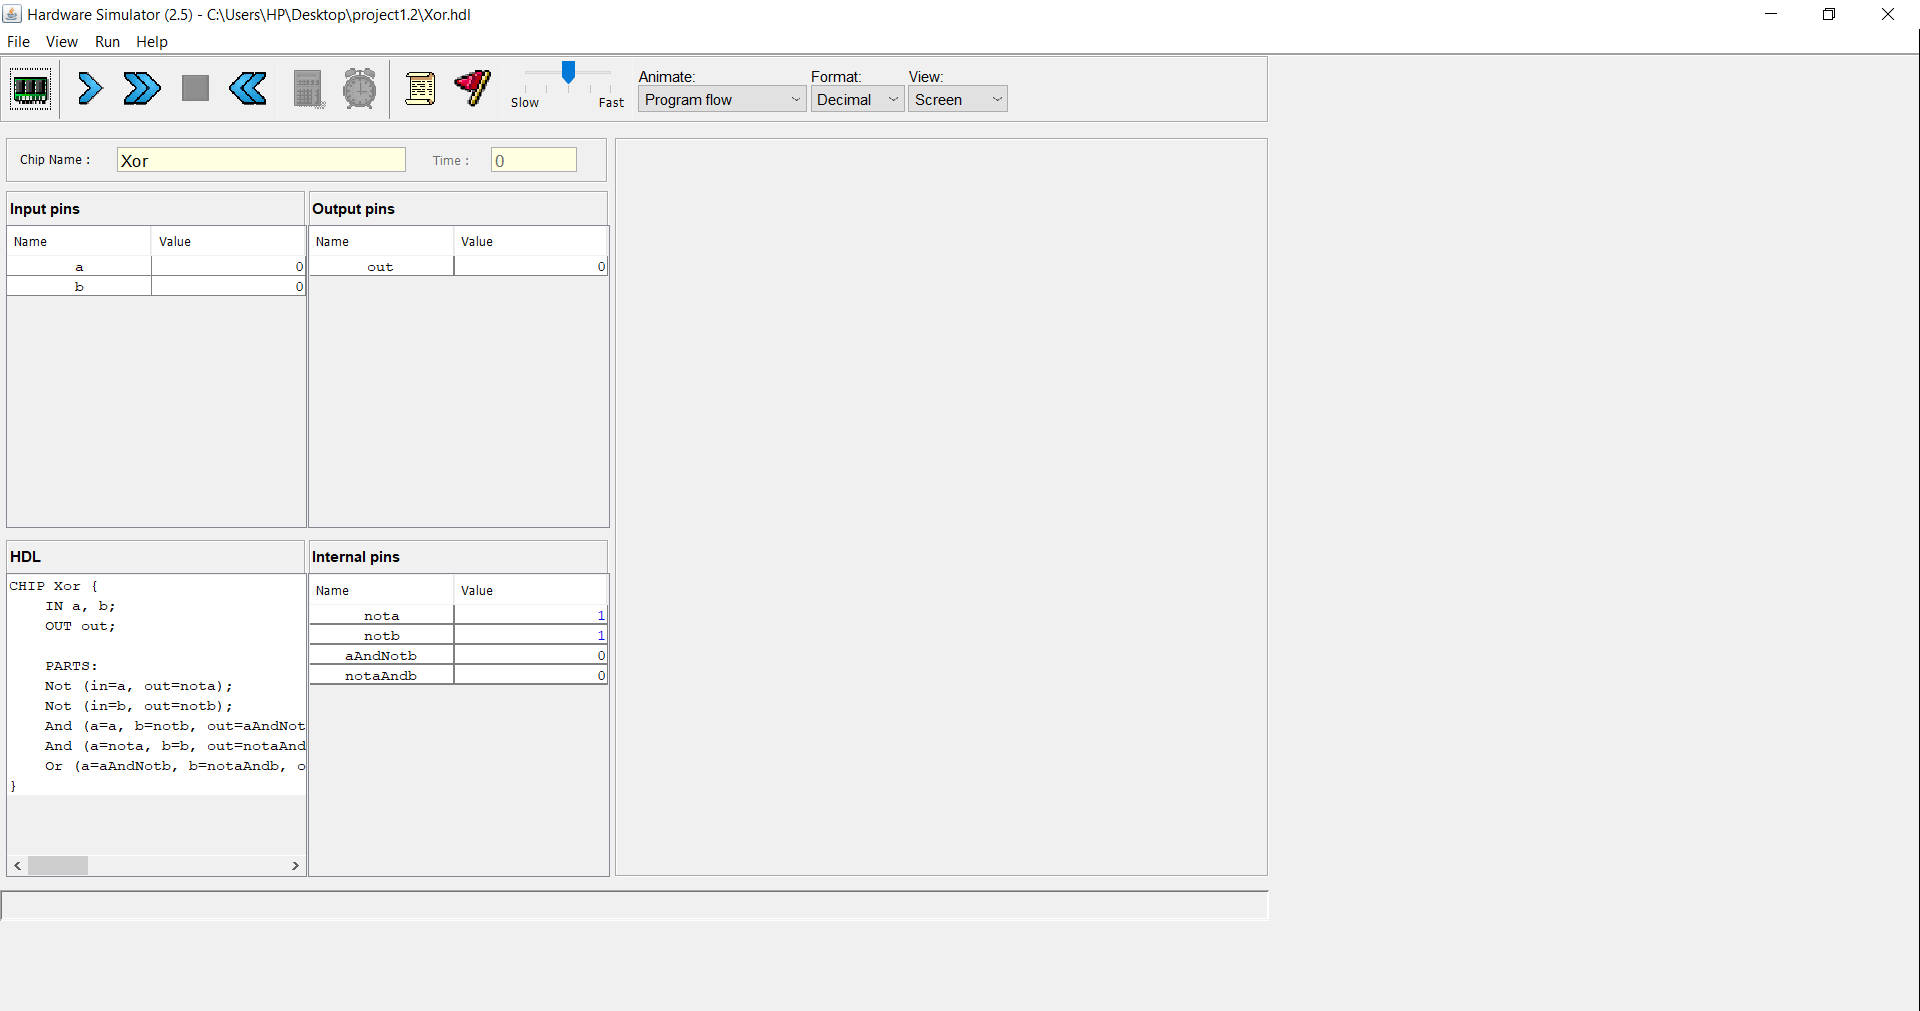 Hardware Simulator (2.5) - C:\Users\HP\Desktop\project1.2\Xor.hdl
File View Run Help
Slow Fast
Animate:
Program flow
Format:
Decimal
View:
Screen
Chip Name :
Xor
Time :
0
Input pins
Name Value
a 0
b 0
Output pins
Name Value
out 0
HDL
CHIP Xor {
    IN a, b;
    OUT out;
    PARTS:
    Not (in=a, out=nota);
    Not (in=b, out=notb);
    And (a=a, b=notb, out=aAndNot
    And (a=nota, b=b, out=notaAnd
    Or (a=aAndNotb, b=notaAndb, o
}
Internal pins
Name Value
nota 1
notb 1
aAndNotb 0
notaAndb 0